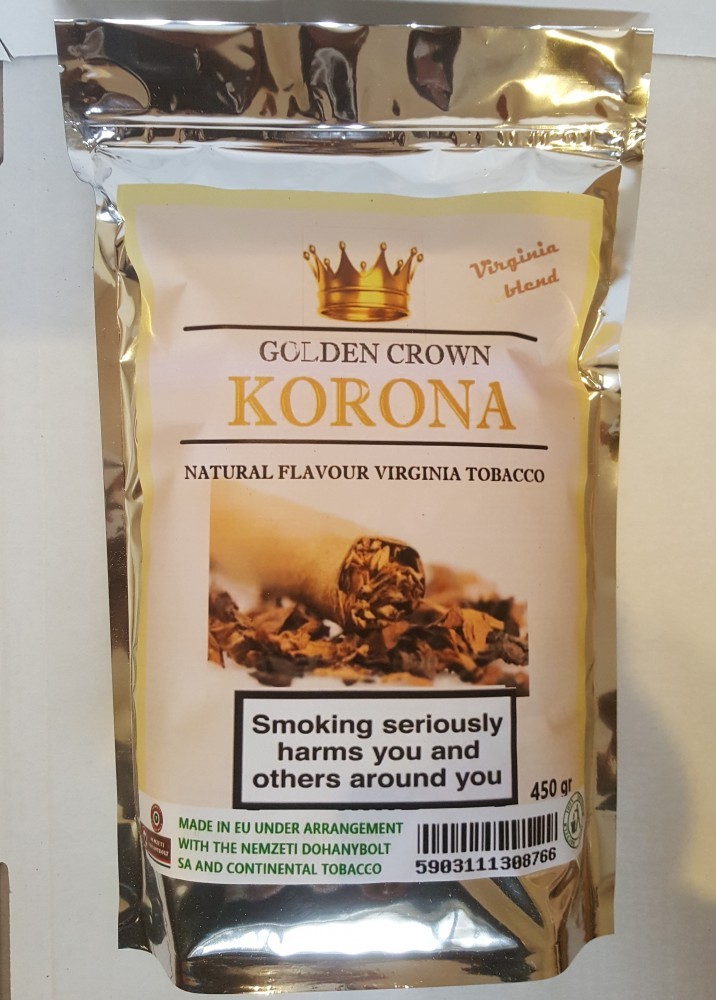 Virginia
blend
GOLDEN CROWN
KORONA
NATURAL FLAVOUR VIRGINIA TOBACCO
Smoking seriously
harms you and
others around you
450 gr
MADE IN EU UNDER ARRANGEMENT
WITH THE NEMZETI DOHANYBOLT
SA AND CONTINENTAL TOBACCO
5903111308766